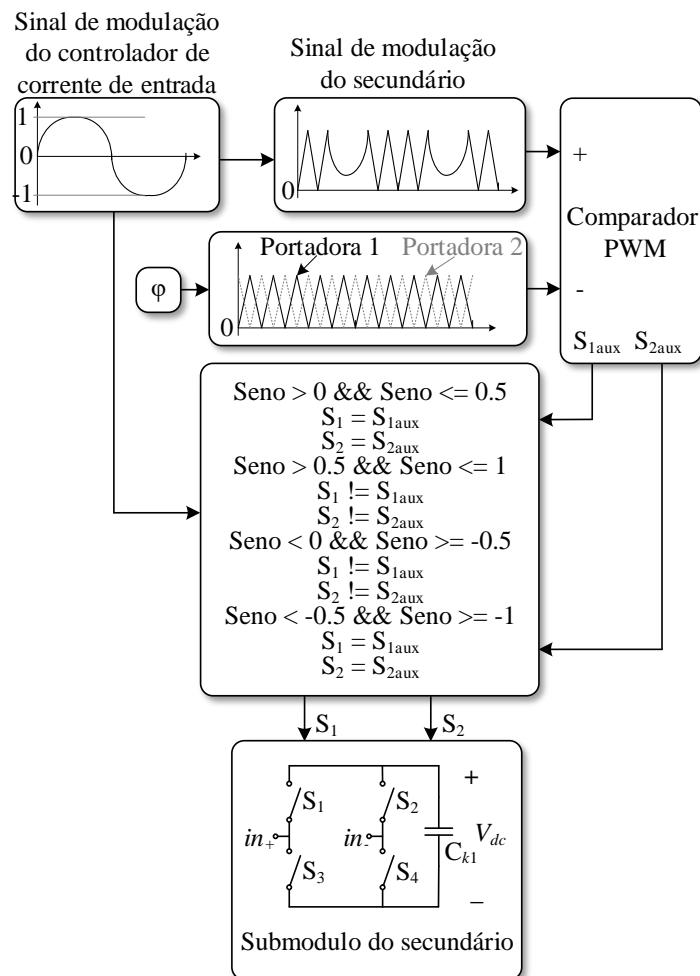 Sinal de modulação
do controlador de
corrente de entrada
1
0
-1
Sinal de modulação
do secundário
0
+
Comparador
PWM
-
S1aux S2aux
φ
Portadora 1 Portadora 2
0
Seno > 0 && Seno <= 0.5
S1 = S1aux
S2 = S2aux
Seno > 0.5 && Seno <= 1
S1 != S1aux
S2 != S2aux
Seno < 0 && Seno >= -0.5
S1 != S1aux
S2 != S2aux
Seno < -0.5 && Seno >= -1
S1 = S1aux
S2 = S2aux
S1 S2
S1 S2 +
in+ in- Ck1 Vdc
S3 S4 −
Submodulo do secundário